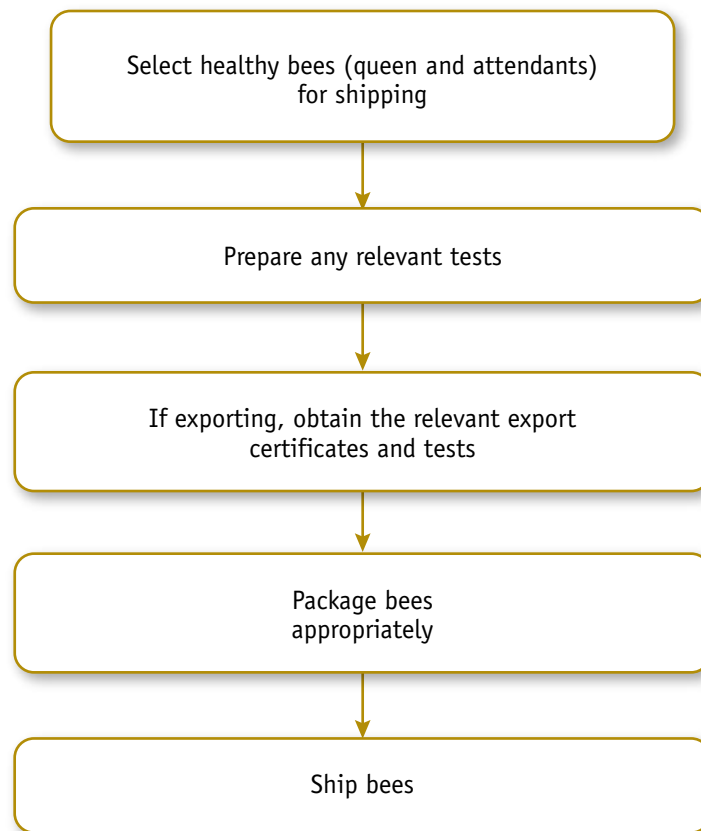 Select healthy bees (queen and attendants)
for shipping
Prepare any relevant tests
If exporting, obtain the relevant export
certificates and tests
Package bees
appropriately
Ship bees